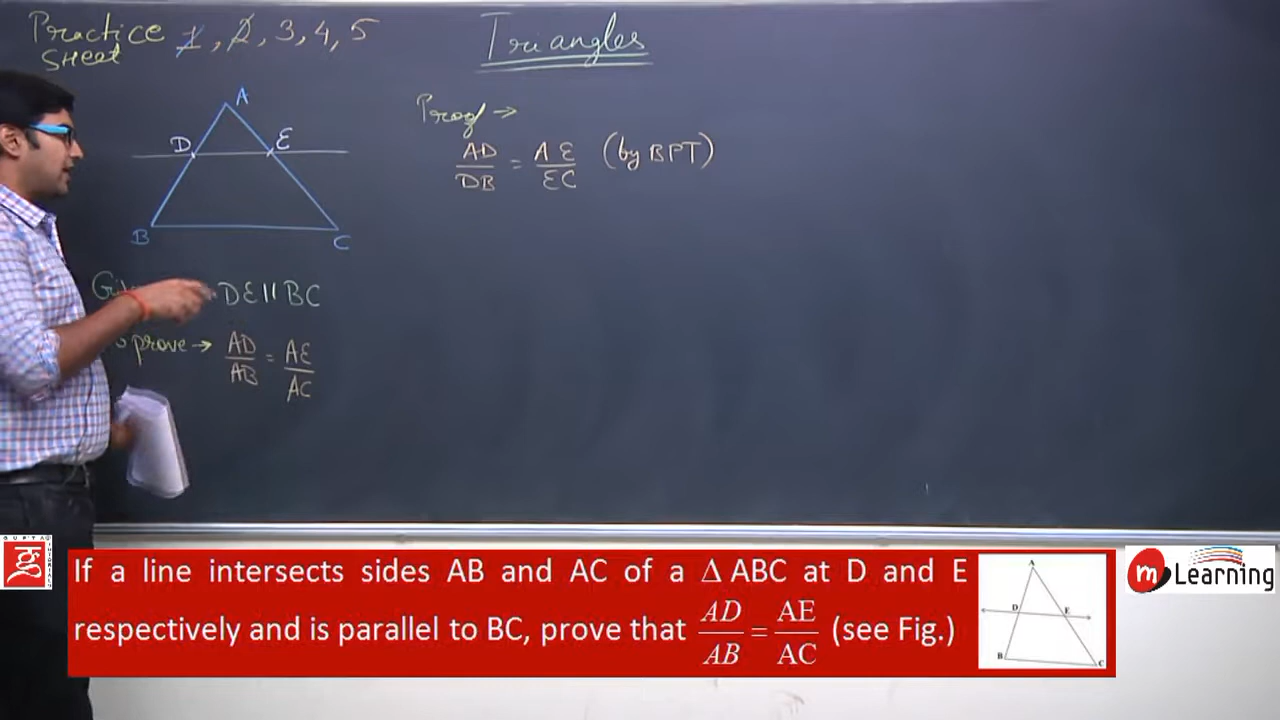 Practice 1, 2, 3, 4, 5
Sheet
Triangles
A
D E
B C
DE || BC
prove → AD/AB = AE/AC
Proof →
AD/DB = AE/EC (by BPT)
GUPTA
If a line intersects sides AB and AC of a Δ ABC at D and E
respectively and is parallel to BC, prove that AD/AB = AE/AC (see Fig.)
A
D E
B C
m Learning